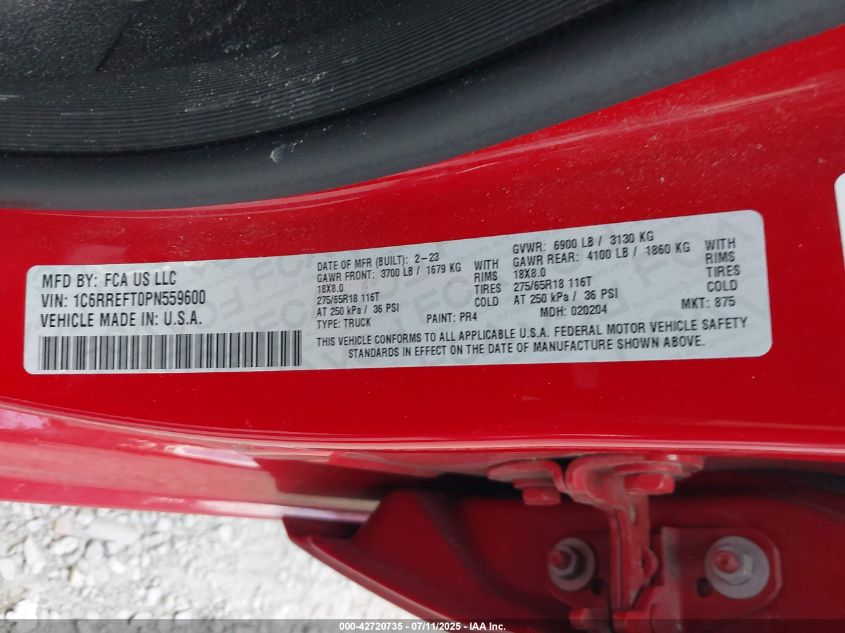 MFD BY: FCA US LLC
VIN: 1C6RREFT0PN559600
VEHICLE MADE IN: U.S.A.
DATE OF MFR (BUILT): 2-23
GAWR FRONT: 3700 LB / 1679 KG WITH
18X8.0 RIMS
275/65R18 116T TIRES
AT 250 kPa / 36 PSI COLD
TYPE: TRUCK PAINT: PR4
GVWR: 6900 LB / 3130 KG
GAWR REAR: 4100 LB / 1860 KG WITH
18X8.0 RIMS
275/65R18 116T TIRES
AT 250 kPa / 36 PSI COLD
MDH: 020204 MKT: 875
THIS VEHICLE CONFORMS TO ALL APPLICABLE U.S.A. FEDERAL MOTOR VEHICLE SAFETY
STANDARDS IN EFFECT ON THE DATE OF MANUFACTURE SHOWN ABOVE.
000-42720735 - 07/11/2025 - IAA Inc.